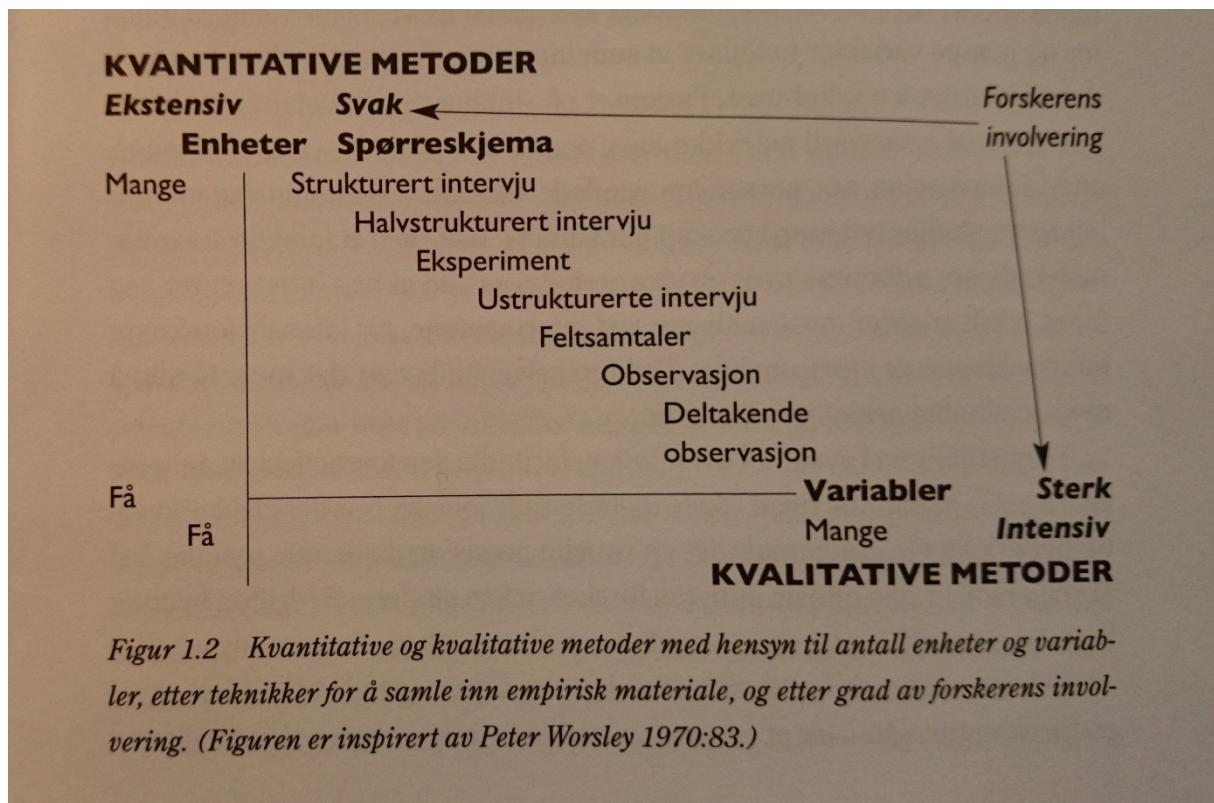 KVANTITATIVE METODER
Ekstensiv Svak Forskerens
involvering
Enheter Spørreskjema
Mange Strukturert intervju
Halvstrukturert intervju
Eksperiment
Ustrukturerte intervju
Feltsamtaler
Observasjon
Deltakende
observasjon
Få Variabler Sterk
Få Mange Intensiv
KVALITATIVE METODER
Figur 1.2 Kvantitative og kvalitative metoder med hensyn til antall enheter og variab-
ler, etter teknikker for å samle inn empirisk materiale, og etter grad av forskerens invol-
vering. (Figuren er inspirert av Peter Worsley 1970:83.)